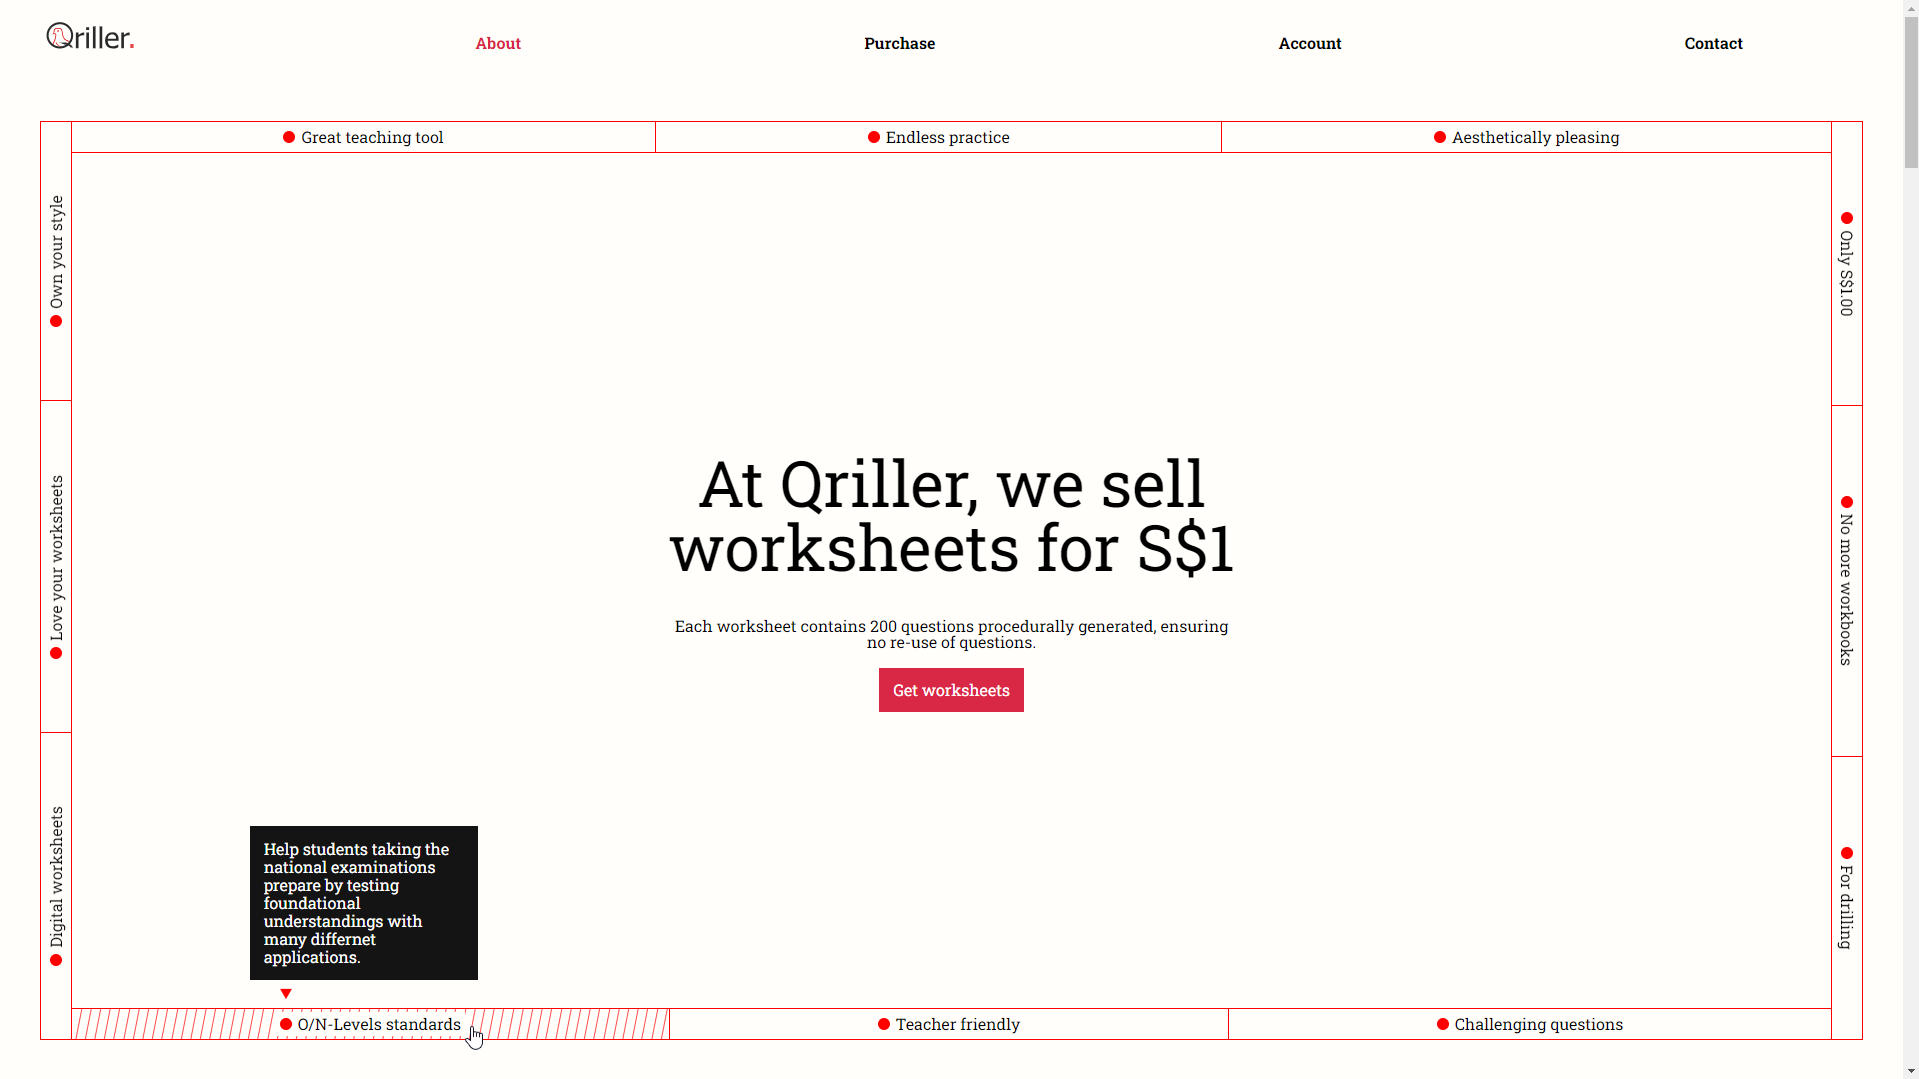 Qriller.
About
Purchase
Account
Contact
Great teaching tool
Endless practice
Aesthetically pleasing
Own your style
Love your worksheets
Digital worksheets
Only S$1.00
No more workbooks
For drilling
At Qriller, we sell
worksheets for S$1
Each worksheet contains 200 questions procedurally generated, ensuring
no re-use of questions.
Get worksheets
Help students taking the
national examinations
prepare by testing
foundational
understandings with
many differnet
applications.
O/N-Levels standards
Teacher friendly
Challenging questions